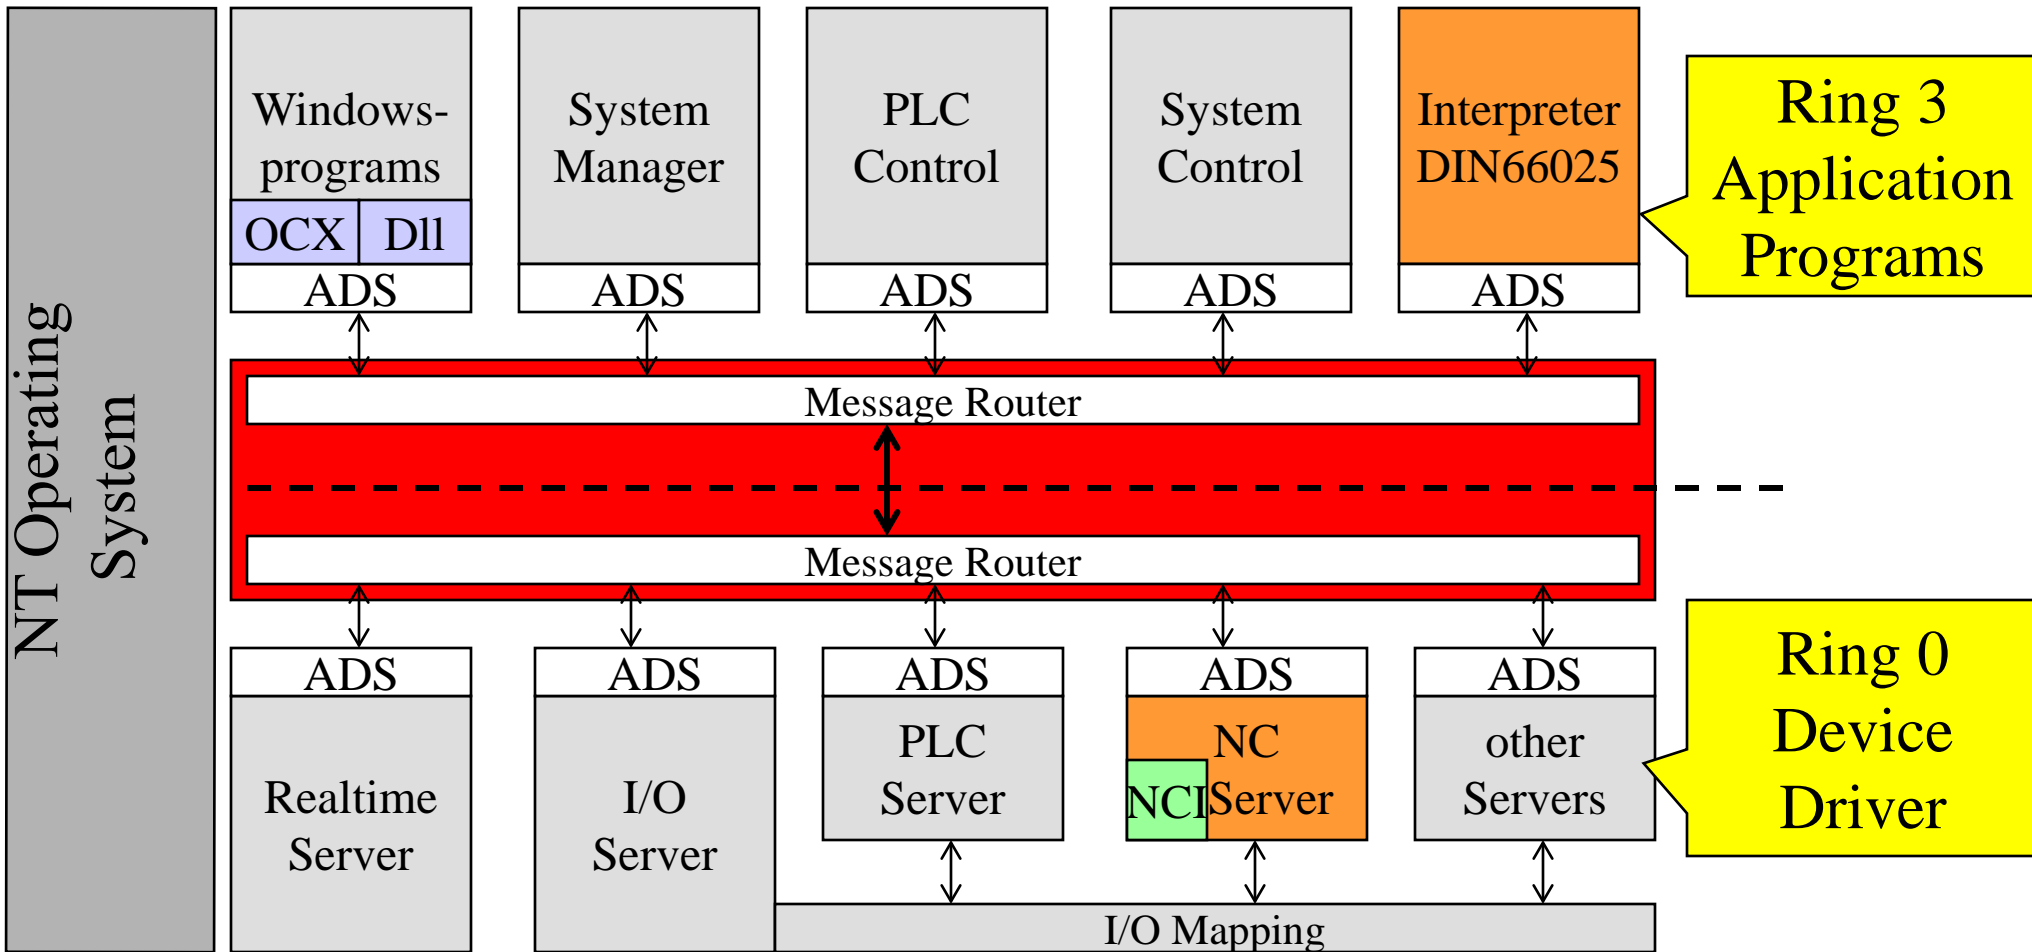 NT Operating
System
Windows-
programs
OCX
Dll
ADS
System
Manager
ADS
PLC
Control
ADS
System
Control
ADS
Interpreter
DIN66025
ADS
Ring 3
Application
Programs
Message Router
Message Router
ADS
Realtime
Server
ADS
I/O
Server
ADS
PLC
Server
ADS
NC
Server
NCI
ADS
other
Servers
Ring 0
Device
Driver
I/O Mapping